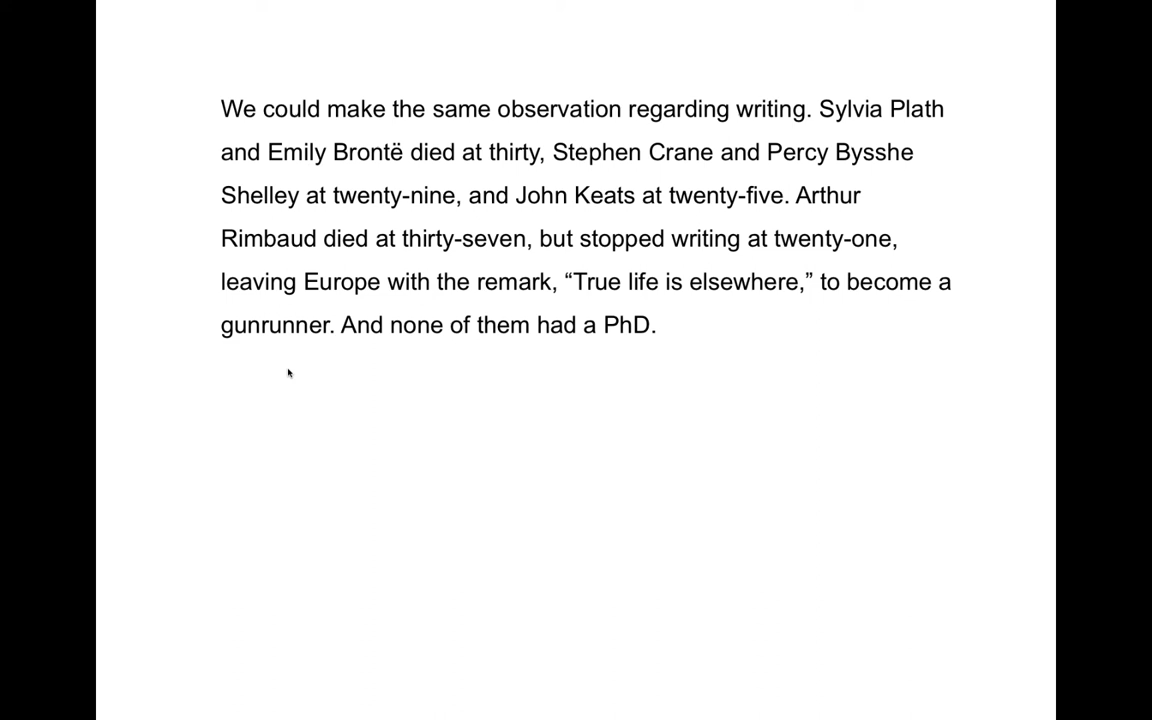 We could make the same observation regarding writing. Sylvia Plath
and Emily Brontë died at thirty, Stephen Crane and Percy Bysshe
Shelley at twenty-nine, and John Keats at twenty-five. Arthur
Rimbaud died at thirty-seven, but stopped writing at twenty-one,
leaving Europe with the remark, “True life is elsewhere,” to become a
gunrunner. And none of them had a PhD.